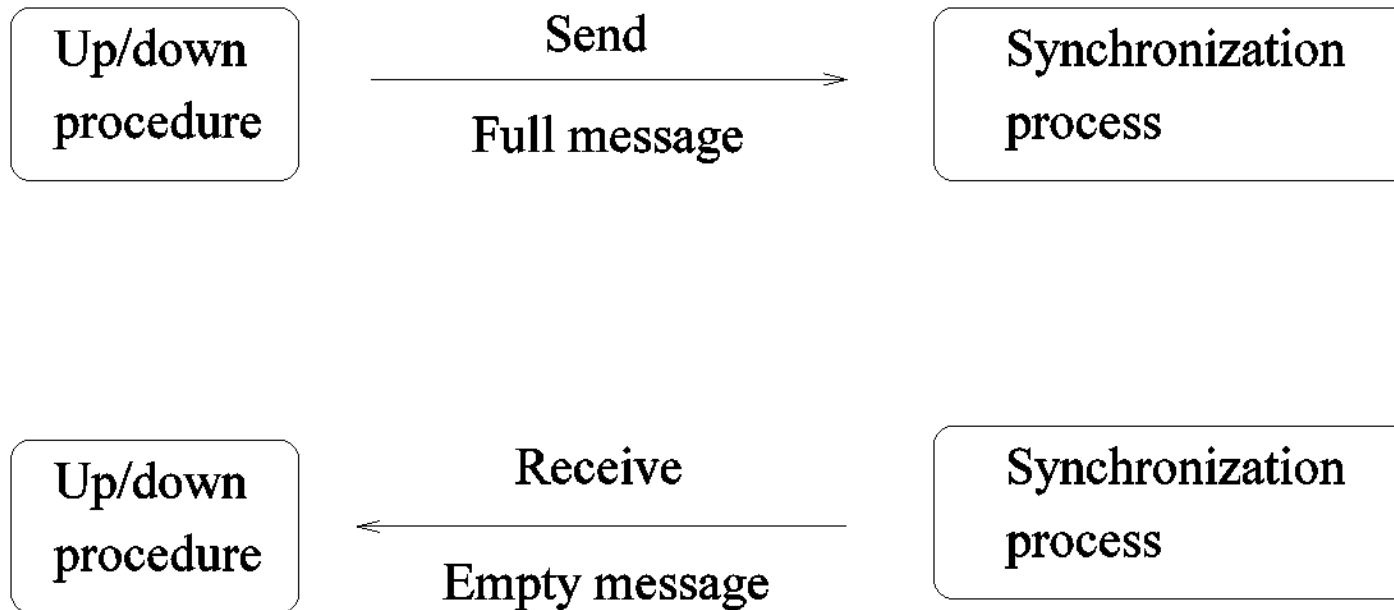 Up/down
procedure
Send
Full message
Synchronization
process
Up/down
procedure
Receive
Empty message
Synchronization
process